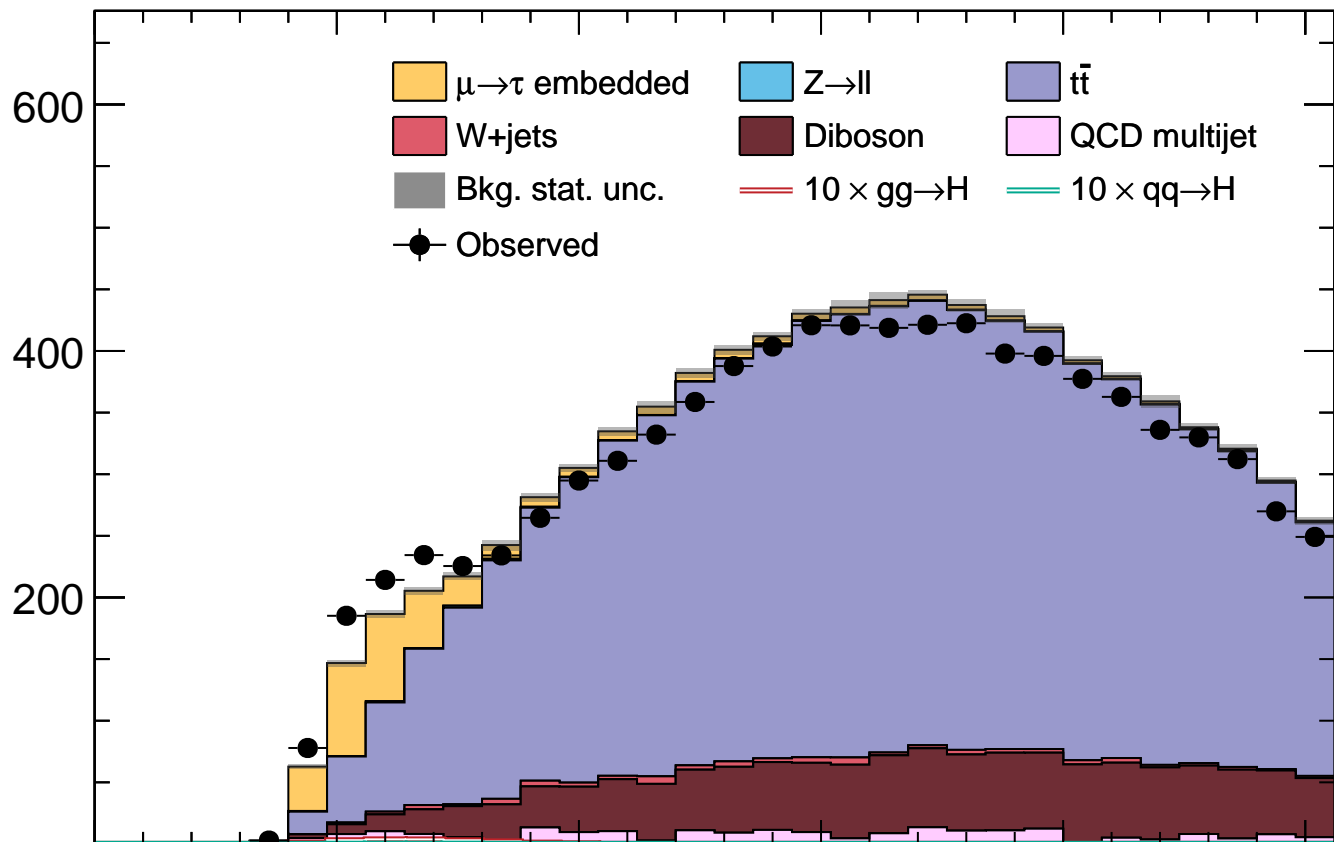 600
400
200
μ→τ embedded Z→ll tt̄
W+jets Diboson QCD multijet
Bkg. stat. unc. 10 × gg→H 10 × qq→H
Observed